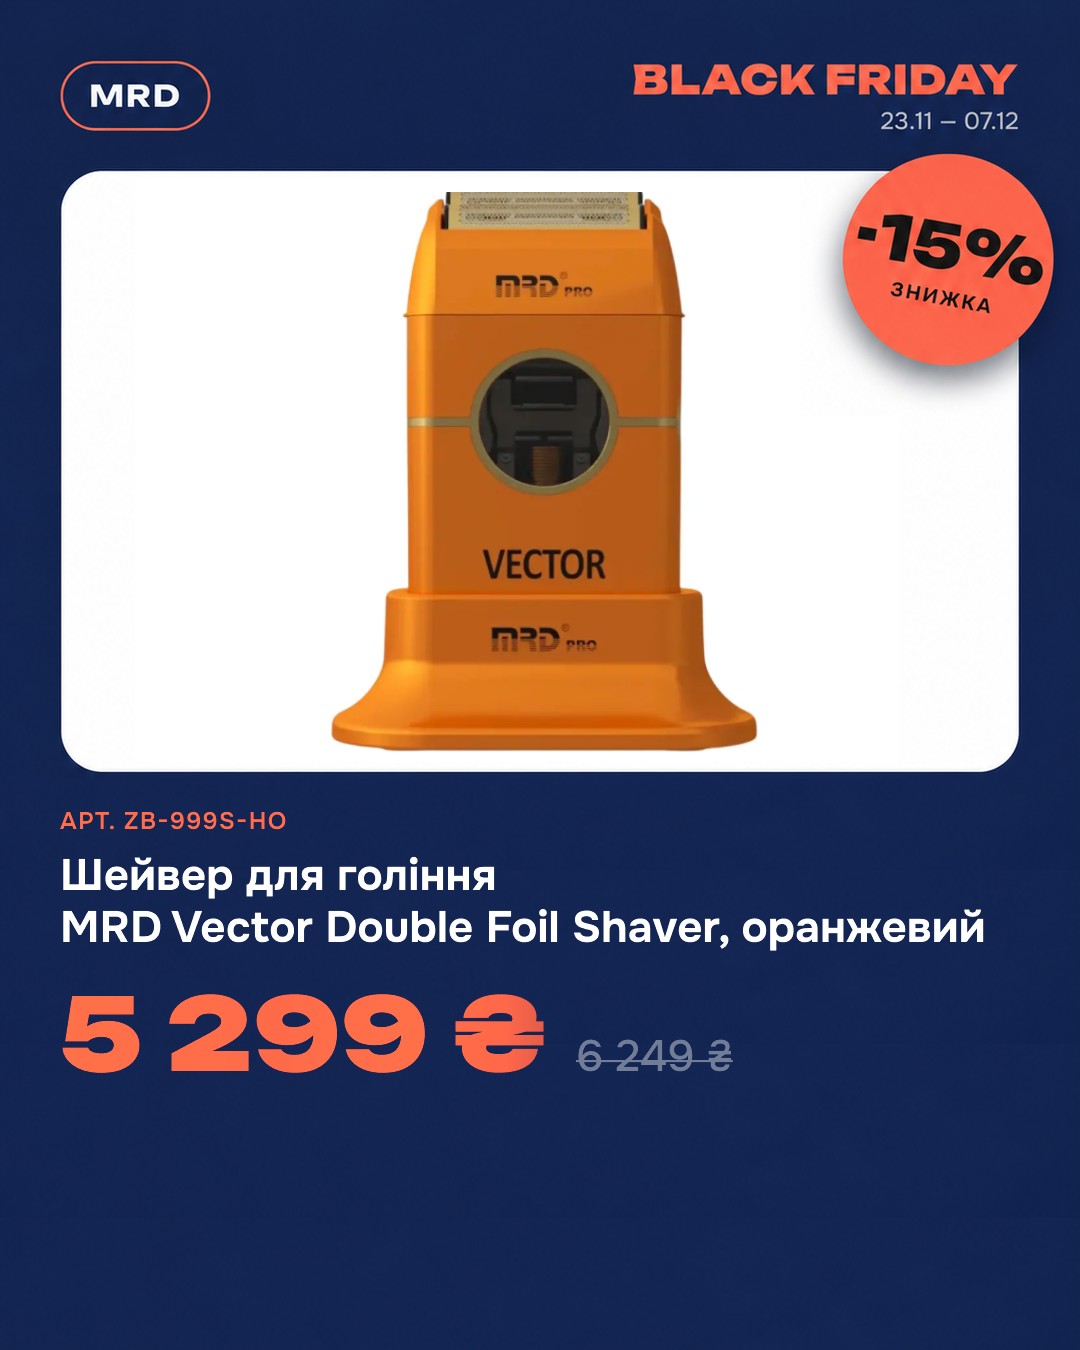 MRD
BLACK FRIDAY
23.11 – 07.12
-15%
ЗНИЖКА
MRD® PRO
VECTOR
MRD® PRO
АРТ. ZB-999S-HO
Шейвер для гоління
MRD Vector Double Foil Shaver, оранжевий
5 299 ₴ 6 249 ₴